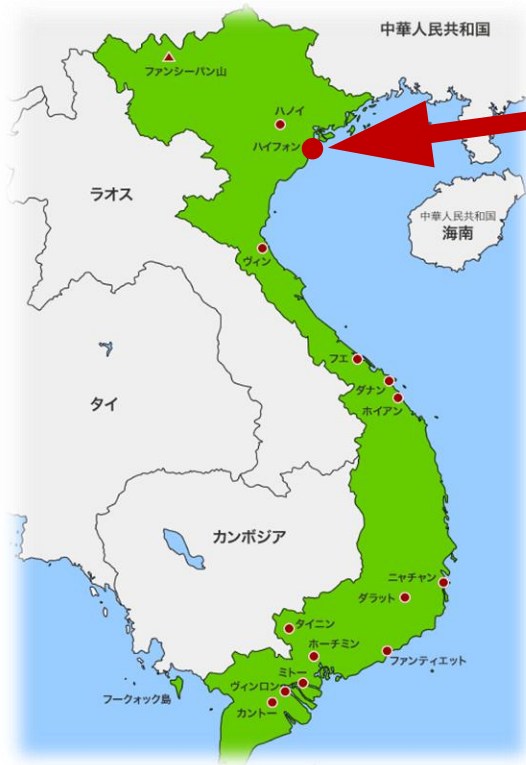 中華人民共和国
ファンシーパン山
ハノイ
ハイフォン
ラオス
中華人民共和国
海南
ヴィン
フエ
ダナン
ホイアン
タイ
カンボジア
ニャチャン
ダラット
タイニン
ホーチミン
ファンティエット
ミトー
ヴィンロン
フークォック島
カントー